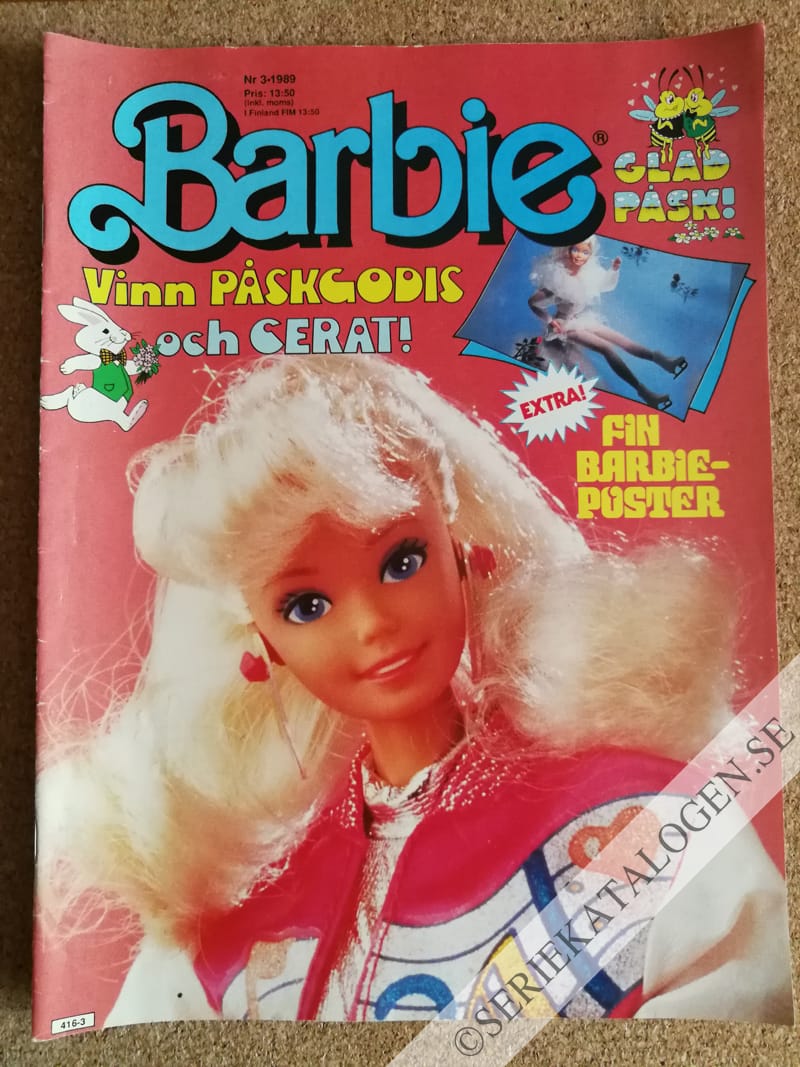 Nr 3•1989
Pris: 13:50
(Inkl. moms)
I Finland FIM 13:50
Barbie®
GLAD
PÅSK!
Vinn PÅSKGODIS
och CERAT!
EXTRA!
FIN
BARBIE-
POSTER
416-3
©SERIEKATALOGEN.SE